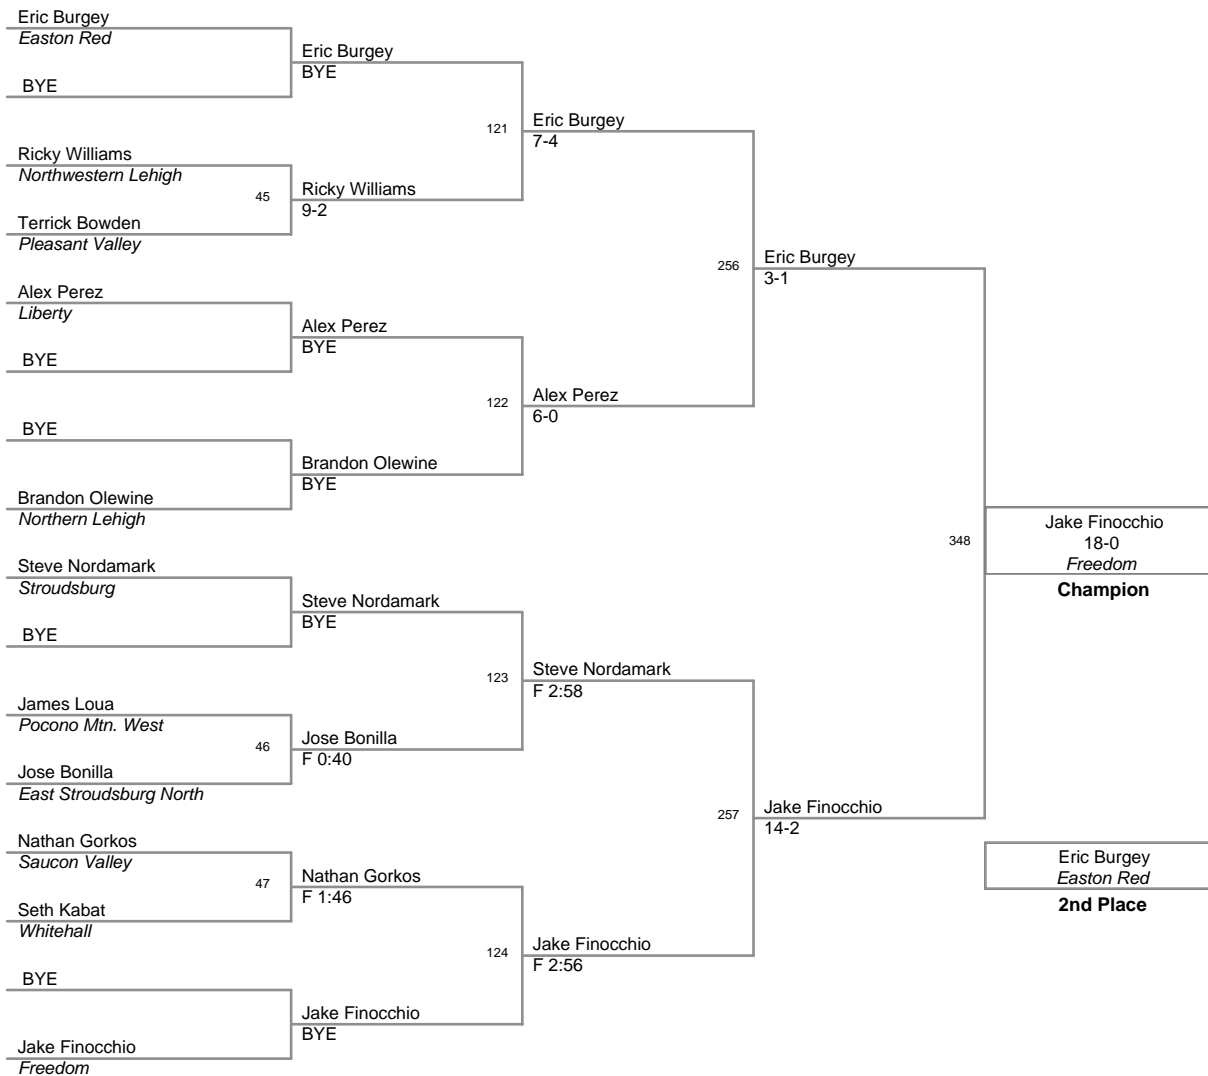 Eric Burgey
Easton Red
BYE
Ricky Williams
Northwestern Lehigh
45
Terrick Bowden
Pleasant Valley
Alex Perez
Liberty
BYE
BYE
Brandon Olewine
Northern Lehigh
Steve Nordamark
Stroudsburg
BYE
James Loua
Pocono Mtn. West
46
Jose Bonilla
East Stroudsburg North
Nathan Gorkos
Saucon Valley
47
Seth Kabat
Whitehall
BYE
Jake Finocchio
Freedom
Eric Burgey
BYE
121
Ricky Williams
9-2
Alex Perez
BYE
122
Brandon Olewine
BYE
Steve Nordamark
BYE
123
Jose Bonilla
F 0:40
Nathan Gorkos
F 1:46
124
Jake Finocchio
BYE
Eric Burgey
7-4
256
Alex Perez
6-0
Steve Nordamark
F 2:58
257
Jake Finocchio
F 2:56
Eric Burgey
3-1
348
Jake Finocchio
14-2
Jake Finocchio
18-0
Freedom
Champion
Eric Burgey
Easton Red
2nd Place